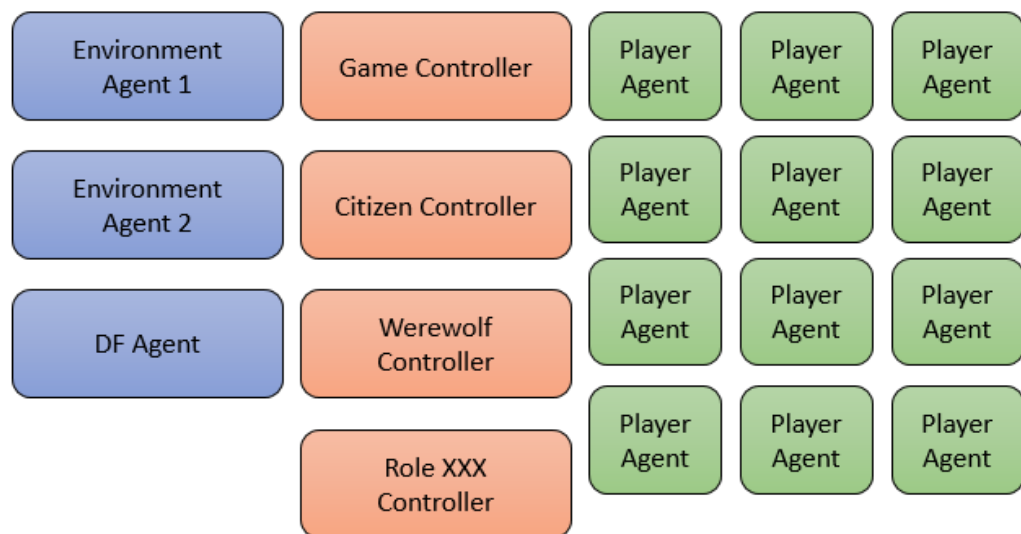 Environment
Agent 1
Game Controller
Player
Agent
Player
Agent
Player
Agent
Environment
Agent 2
Citizen Controller
Player
Agent
Player
Agent
Player
Agent
DF Agent
Werewolf
Controller
Player
Agent
Player
Agent
Player
Agent
Role XXX
Controller
Player
Agent
Player
Agent
Player
Agent